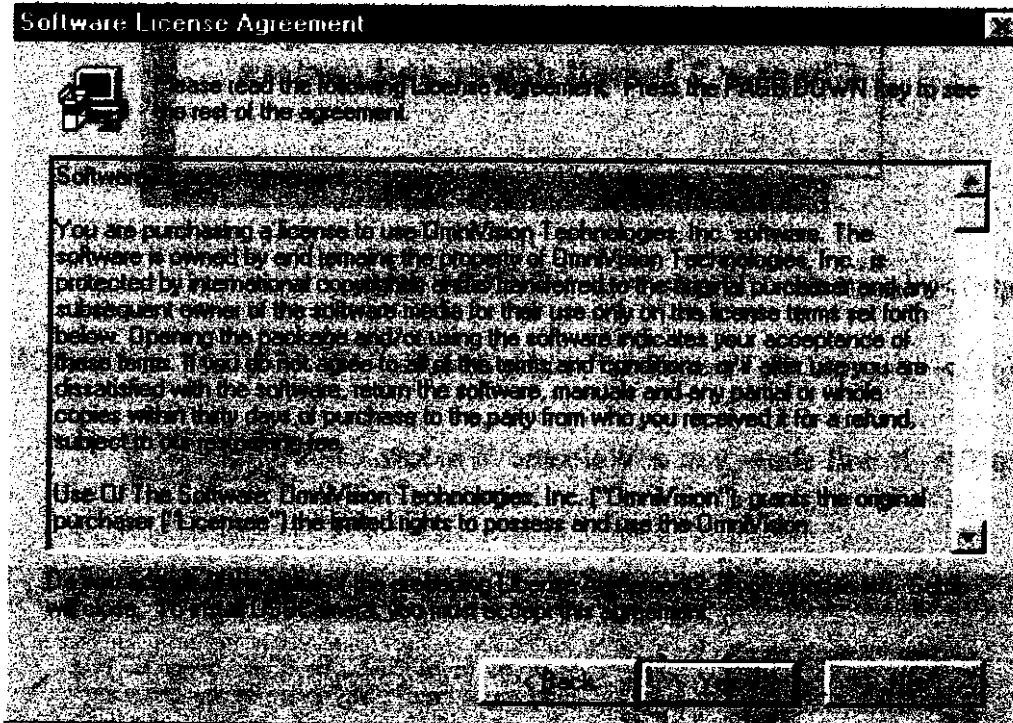 Software License Agreement
Please read the following License Agreement. Press the PAGE DOWN key to see
the rest of the agreement.
Software
You are purchasing a license to use OmniVision Technologies, Inc. software. The
software is owned by and remains the property of OmniVision Technologies, Inc., is
protected by international copyrights and is transferred to the original purchaser and any
subsequent owner of the software media for their use only on the license terms set forth
below. Opening the package and/or using the software indicates your acceptance of
these terms. If you do not agree to all of the terms and conditions, or if after use you are
dissatisfied with the software, return the software, manuals and any partial or whole
copies within thirty days of purchase to the party from who you received it for a refund,
subject to our restocking fee.
Use Of The Software: OmniVision Technologies, Inc. ("OmniVision"), grants the original
purchaser ("Licensee") the limited rights to possess and use the OmniVision
< Back
Yes